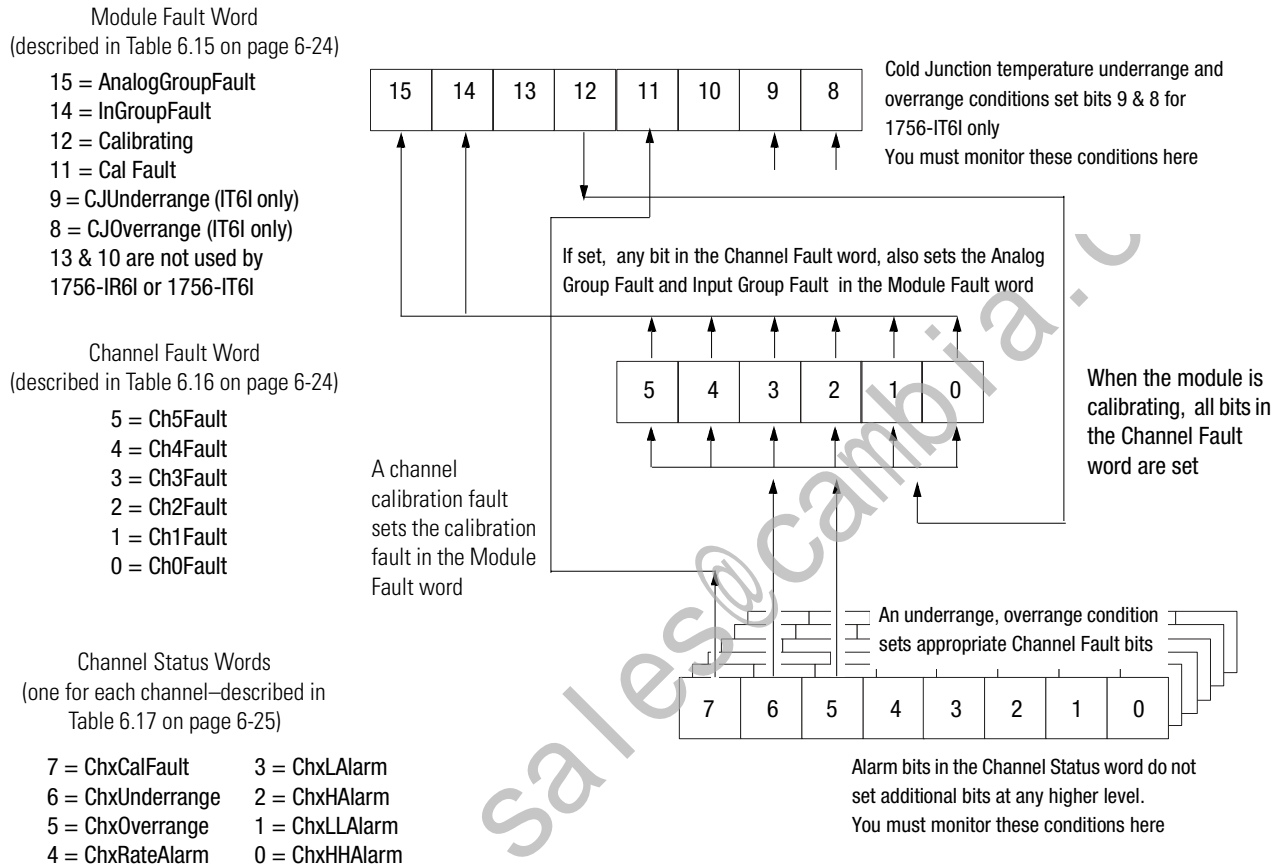 Module Fault Word
(described in Table 6.15 on page 6-24)
15 = AnalogGroupFault
14 = InGroupFault
12 = Calibrating
11 = Cal Fault
9 = CJUnderrange (IT6I only)
8 = CJOverrange (IT6I only)
13 & 10 are not used by
1756-IR6I or 1756-IT6I
15 14 13 12 11 10 9 8
Cold Junction temperature underrange and
overrange conditions set bits 9 & 8 for
1756-IT6I only
You must monitor these conditions here
If set, any bit in the Channel Fault word, also sets the Analog
Group Fault and Input Group Fault in the Module Fault word
Channel Fault Word
(described in Table 6.16 on page 6-24)
5 = Ch5Fault
4 = Ch4Fault
3 = Ch3Fault
2 = Ch2Fault
1 = Ch1Fault
0 = Ch0Fault
5 4 3 2 1 0
When the module is
calibrating, all bits in
the Channel Fault
word are set
A channel
calibration fault
sets the calibration
fault in the Module
Fault word
An underrange, overrange condition
sets appropriate Channel Fault bits
Channel Status Words
(one for each channel–described in
Table 6.17 on page 6-25)
7 = ChxCalFault 3 = ChxLAlarm
6 = ChxUnderrange 2 = ChxHAlarm
5 = ChxOverrange 1 = ChxLLAlarm
4 = ChxRateAlarm 0 = ChxHHAlarm
7 6 5 4 3 2 1 0
Alarm bits in the Channel Status word do not
set additional bits at any higher level.
You must monitor these conditions here
sales@cambia.c